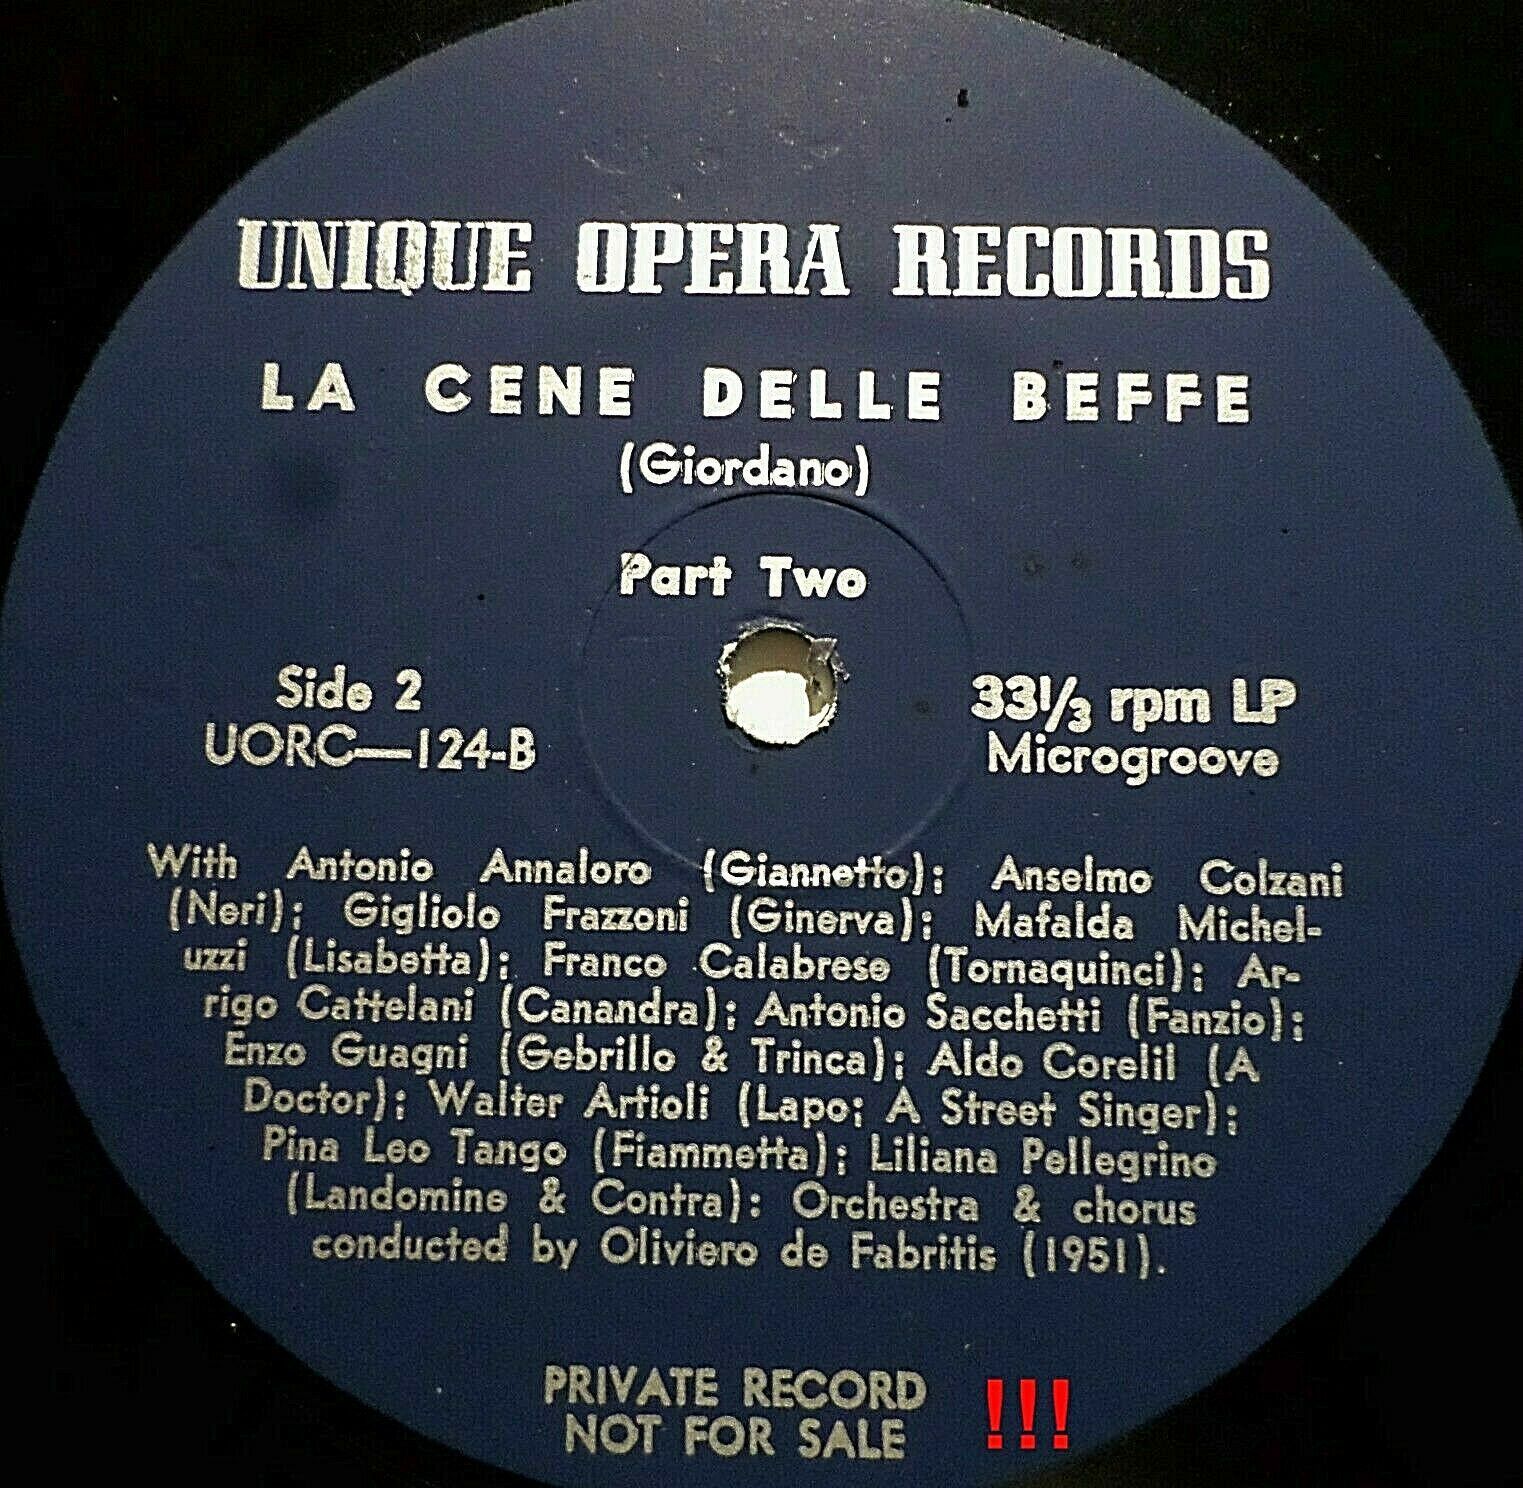 UNIQUE OPERA RECORDS
LA CENE DELLE BEFFE
(Giordano)
Part Two
Side 2
UORC—124-B
33 1/3 rpm LP
Microgroove
With Antonio Annaloro (Giannetto); Anselmo Colzani
(Neri); Gigliolo Frazzoni (Ginerva); Mafalda Michel-
uzzi (Lisabetta); Franco Calabrese (Tornaquinci); Ar-
rigo Cattelani (Canandra); Antonio Sacchetti (Fanzio);
Enzo Guagni (Gebrillo & Trinca); Aldo Corelil (A
Doctor); Walter Artioli (Lapo; A Street Singer);
Pina Leo Tango (Fiammetta); Liliana Pellegrino
(Landomine & Contra): Orchestra & chorus
conducted by Oliviero de Fabritis (1951).
PRIVATE RECORD
NOT FOR SALE !!!